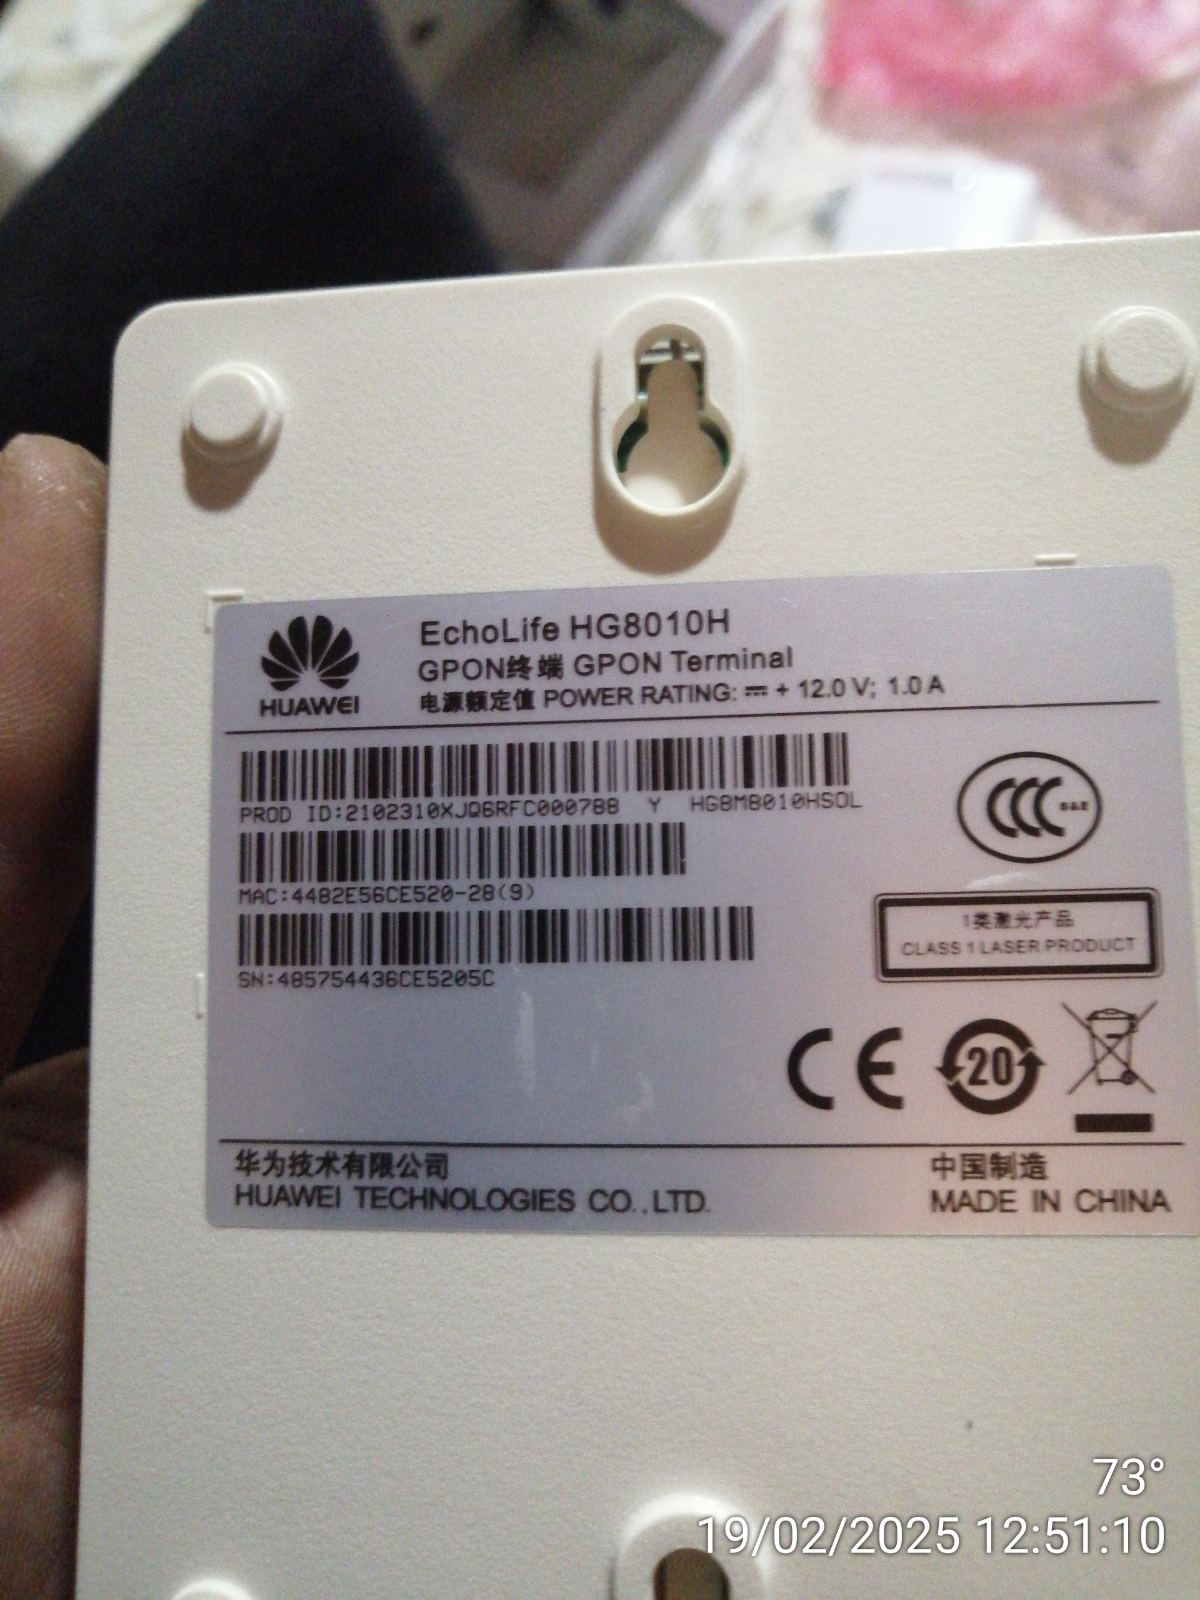 HUAWEI
EchoLife HG8010H
GPON终端 GPON Terminal
电源额定值 POWER RATING: ⎓ + 12.0 V; 1.0 A
PROD ID:2102310XJQ6RFC000788 Y HG8M8010HSOL
MAC:4482E56CE520-28(9)
SN:485754436CE5205C
CCC S&E
1类激光产品
CLASS 1 LASER PRODUCT
CE
20
华为技术有限公司
HUAWEI TECHNOLOGIES CO.,LTD.
中国制造
MADE IN CHINA
73°
19/02/2025 12:51:10